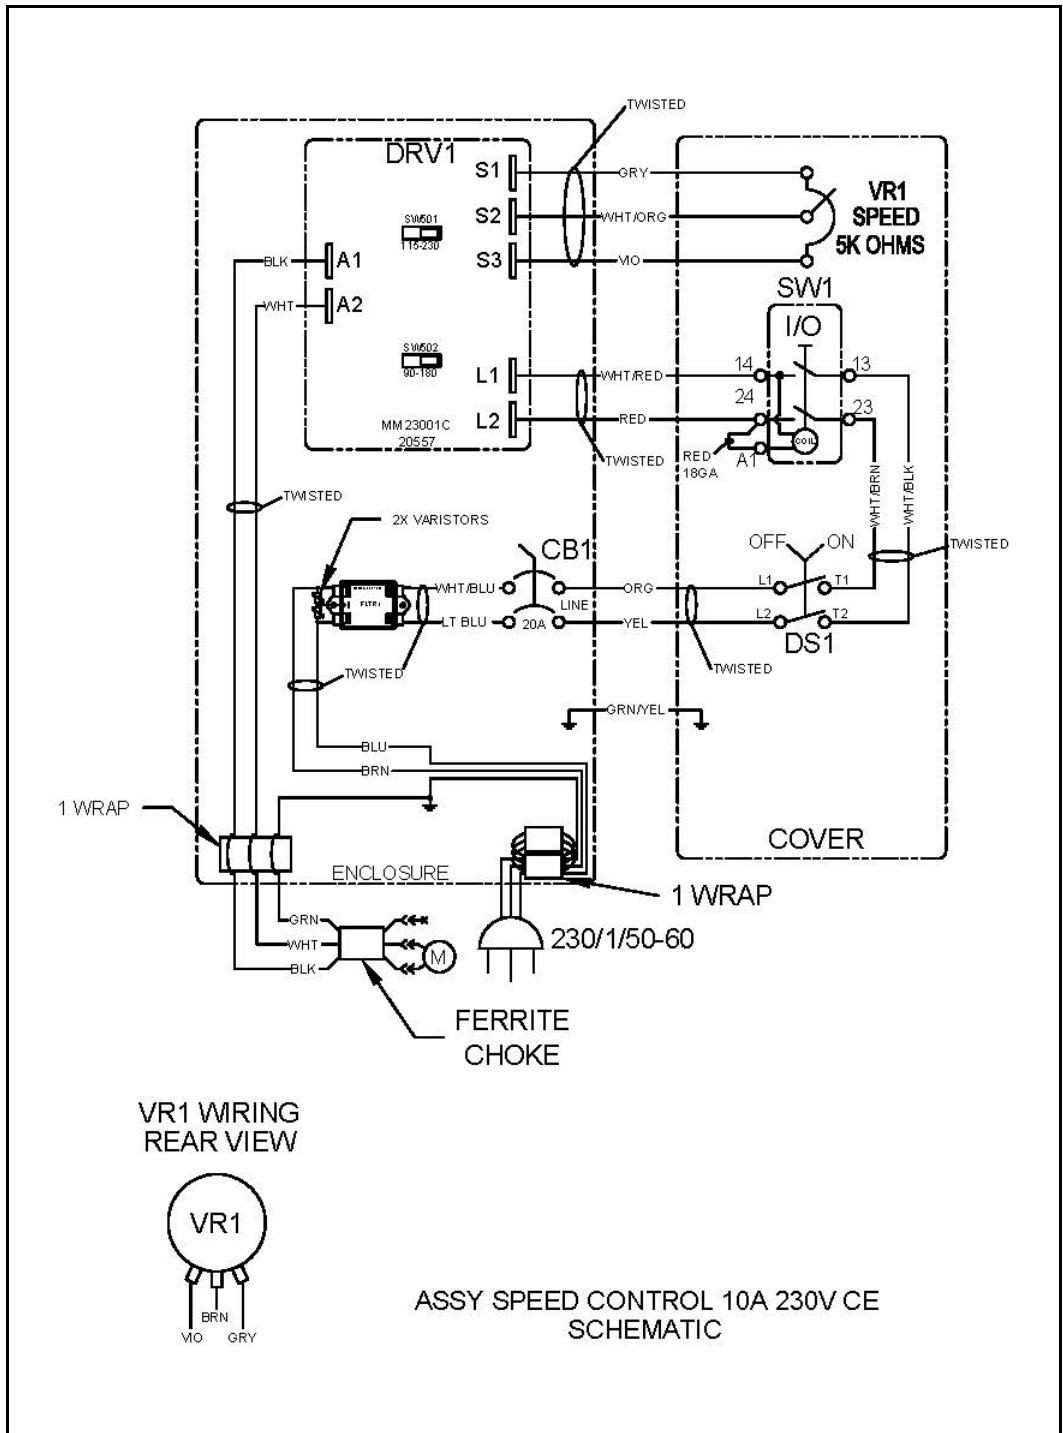 TWISTED
DRV1
S1
GRY
VR1
SPEED
5K OHMS
SW501
115-230
S2
WHT/ORG
S3
VIO
BLK
A1
WHT
A2
SW1
I/O
SW502
90-180
L1
WHT/RED
14
13
24
23
L2
RED
MM23001C
20557
COIL
RED
18GA
A1
TWISTED
WHT/BRN
WHT/BLK
TWISTED
2X VARISTORS
CB1
OFF
ON
TWISTED
FLTR1
WHT/BLU
ORG
L1
T1
LINE
LT BLU
20A
YEL
L2
T2
DS1
TWISTED
TWISTED
GRN/YEL
BLU
BRN
1 WRAP
COVER
ENCLOSURE
1 WRAP
GRN
WHT
BLK
M
230/1/50-60
FERRITE
CHOKE
VR1 WIRING
REAR VIEW
VR1
BRN
VIO
GRY
ASSY SPEED CONTROL 10A 230V CE
SCHEMATIC